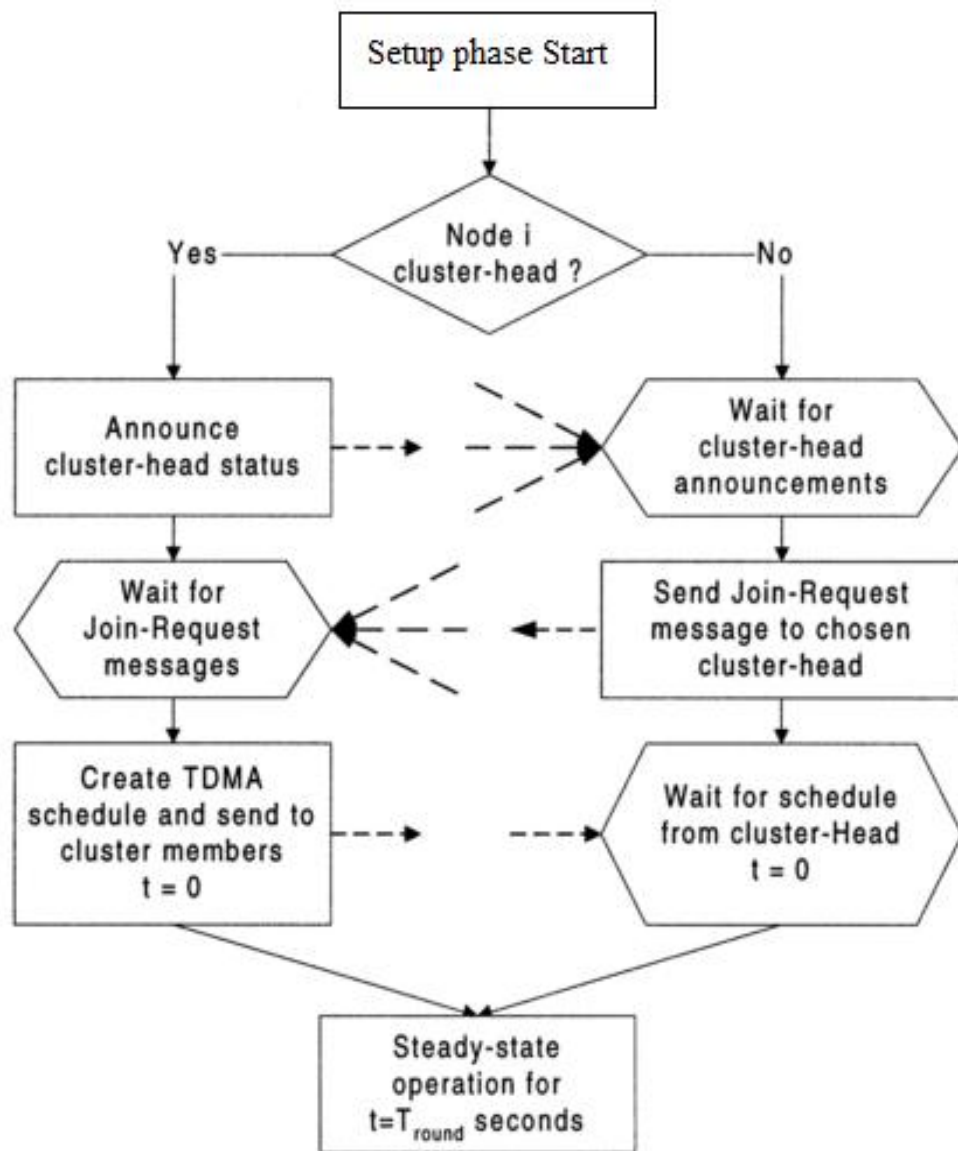 Setup phase Start
Node i
cluster-head ?
Yes
No
Announce
cluster-head status
Wait for
cluster-head
announcements
Wait for
Join-Request
messages
Send Join-Request
message to chosen
cluster-head
Create TDMA
schedule and send to
cluster members
t = 0
Wait for schedule
from cluster-Head
t = 0
Steady-state
operation for
t=Tround seconds